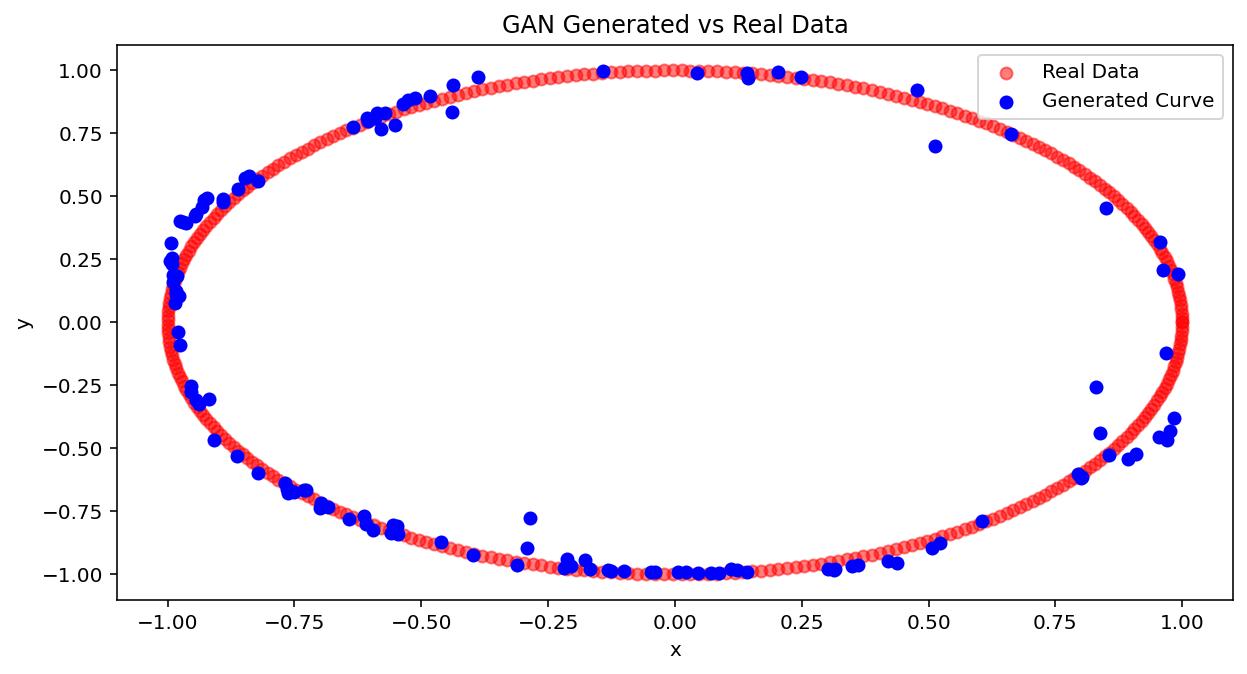 GAN Generated vs Real Data
Real Data
Generated Curve
1.00
0.75
0.50
0.25
0.00
−0.25
−0.50
−0.75
−1.00
y
−1.00 −0.75 −0.50 −0.25 0.00 0.25 0.50 0.75 1.00
x